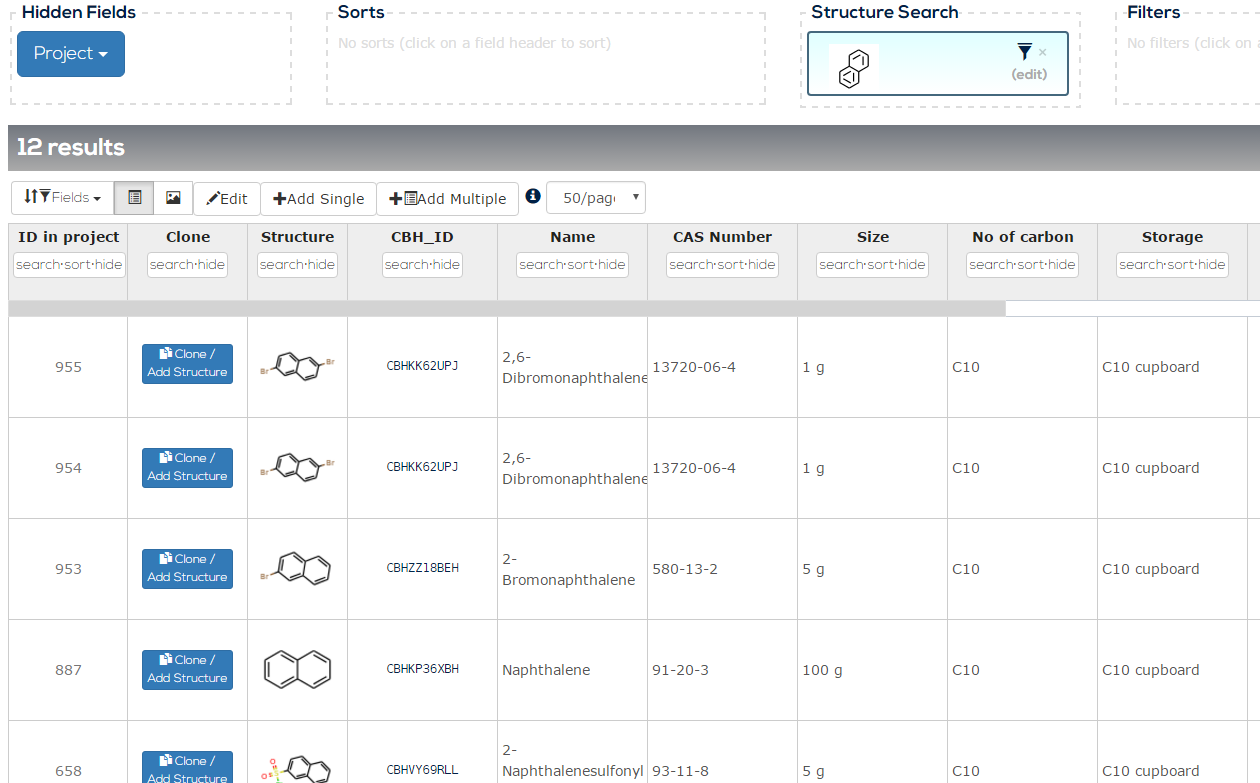 Hidden Fields
Sorts
Structure Search
Filters
Project
No sorts (click on a field header to sort)
(edit)
No filters (click on
12 results
Fields
Edit
Add Single
Add Multiple
50/page
ID in project
Clone
Structure
CBH_ID
Name
CAS Number
Size
No of carbon
Storage
search·sort·hide
search·hide
search·hide
search·hide
search·sort·hide
search·sort·hide
search·sort·hide
search·sort·hide
search·sort·hide
955
Clone /
Add Structure
Br
Br
CBHKK62UPJ
2,6-
Dibromonaphthalene
13720-06-4
1 g
C10
C10 cupboard
954
Clone /
Add Structure
Br
Br
CBHKK62UPJ
2,6-
Dibromonaphthalene
13720-06-4
1 g
C10
C10 cupboard
953
Clone /
Add Structure
Br
CBHZZ18BEH
2-
Bromonaphthalene
580-13-2
5 g
C10
C10 cupboard
887
Clone /
Add Structure
CBHKP36XBH
Naphthalene
91-20-3
100 g
C10
C10 cupboard
658
Clone /
Add Structure
O
O
S
CBHVY69RLL
2-
Naphthalenesulfonyl
93-11-8
5 g
C10
C10 cupboard